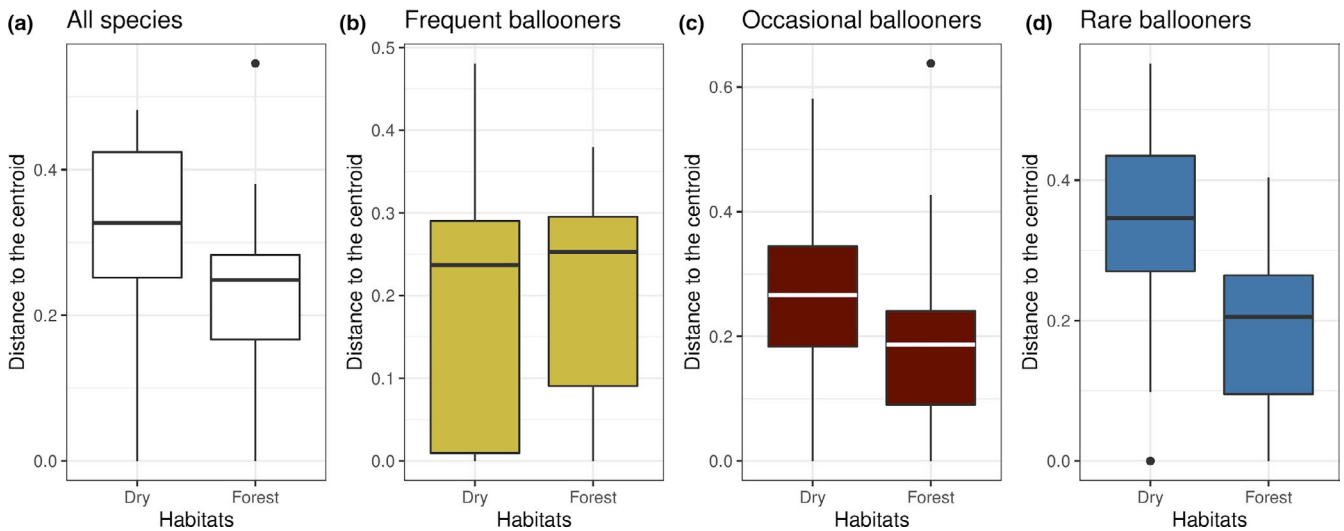 (a) All species
Distance to the centroid
0.4
0.2
0.0
Dry Forest
Habitats
(b) Frequent ballooners
Distance to the centroid
0.5
0.4
0.3
0.2
0.1
0.0
Dry Forest
Habitats
(c) Occasional ballooners
Distance to the centroid
0.6
0.4
0.2
0.0
Dry Forest
Habitats
(d) Rare ballooners
Distance to the centroid
0.4
0.2
0.0
Dry Forest
Habitats